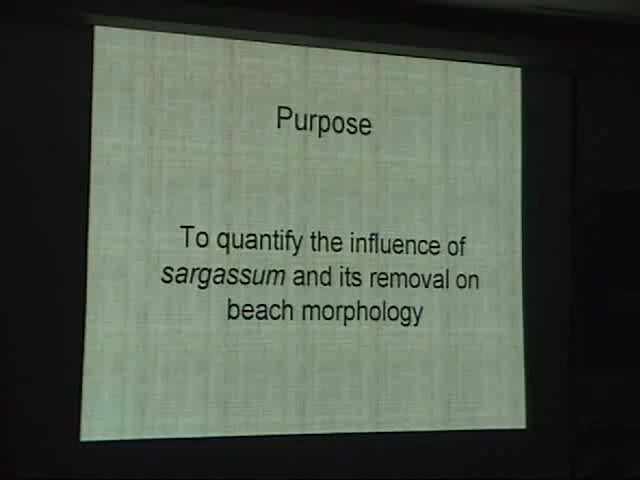 Purpose
To quantify the influence of
sargassum and its removal on
beach morphology